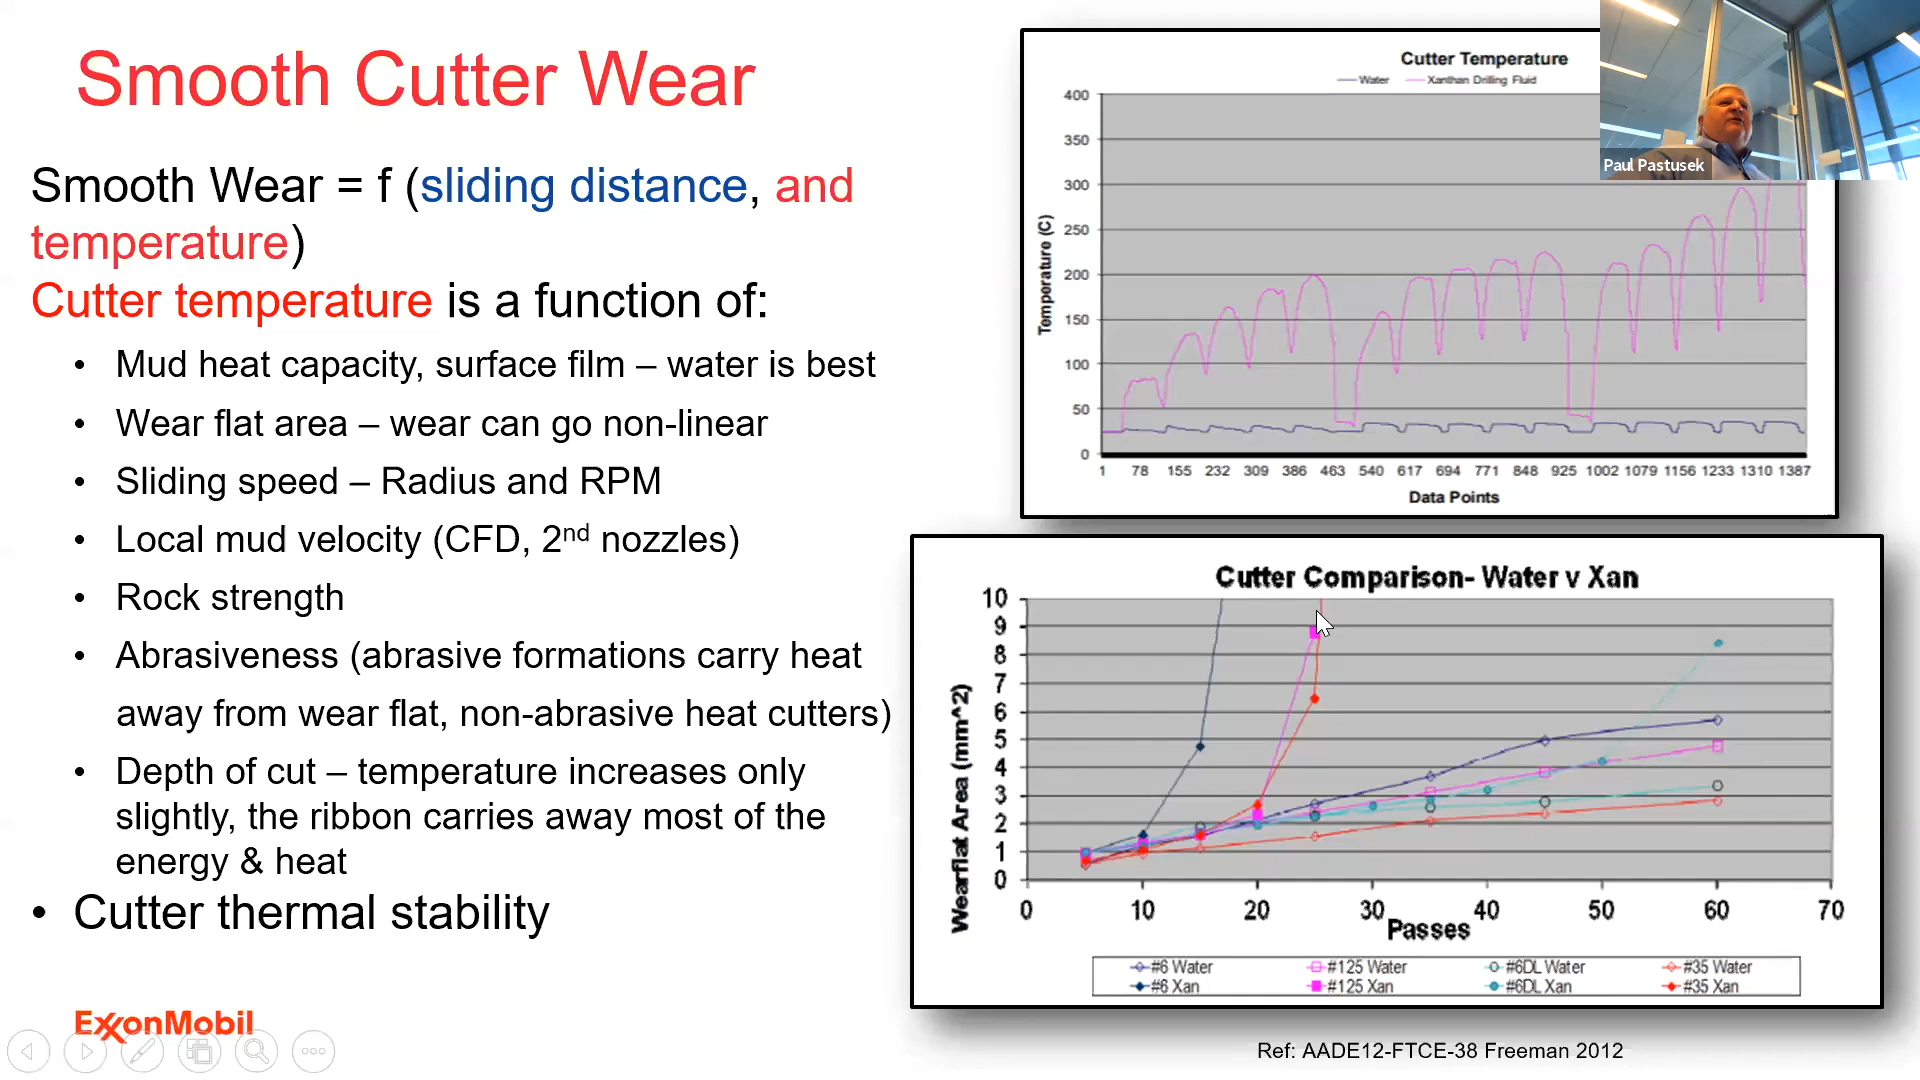 Smooth Cutter Wear
Smooth Wear = f (sliding distance, and
temperature)
Cutter temperature is a function of:
• Mud heat capacity, surface film – water is best
• Wear flat area – wear can go non-linear
• Sliding speed – Radius and RPM
• Local mud velocity (CFD, 2nd nozzles)
• Rock strength
• Abrasiveness (abrasive formations carry heat
away from wear flat, non-abrasive heat cutters)
• Depth of cut – temperature increases only
slightly, the ribbon carries away most of the
energy & heat
• Cutter thermal stability
ExxonMobil
Cutter Temperature
Water Xanthan Drilling Fluid
400
350
300
250
200
150
100
50
0
Temperature (C)
1 78 155 232 309 386 463 540 617 694 771 848 925 1002 1079 1156 1233 1310 1387
Data Points
Paul Pastusek
Cutter Comparison- Water v Xan
10
9
8
7
6
5
4
3
2
1
0
Wearflat Area (mm^2)
0 10 20 30 40 50 60 70
Passes
#6 Water #125 Water #6DL Water #35 Water
#6 Xan #125 Xan #6DL Xan #35 Xan
Ref: AADE12-FTCE-38 Freeman 2012